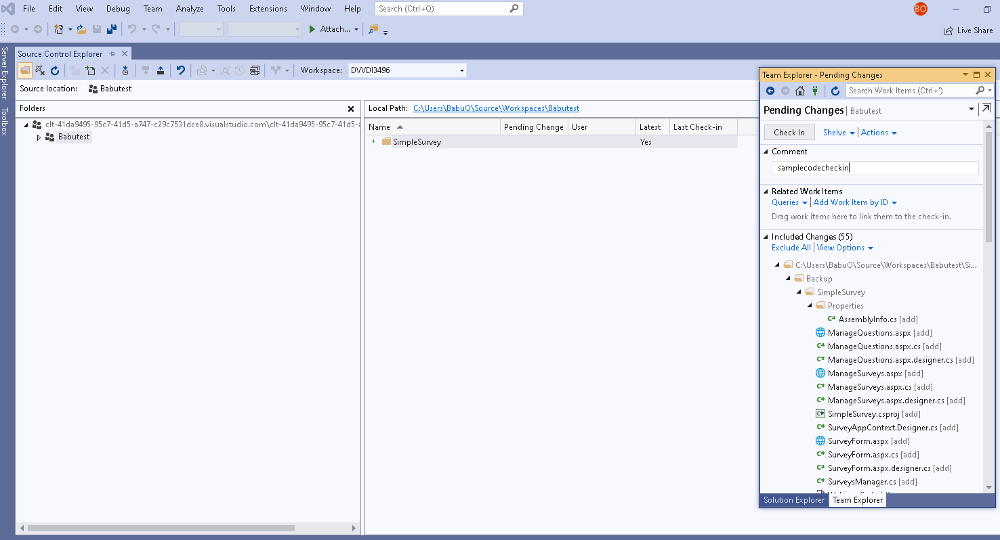 File Edit View Debug Team Analyze Tools Extensions Window Help Search (Ctrl+Q) BO
Attach... Live Share
Server Explorer
Toolbox
Source Control Explorer
Workspace: DVVDI3496
Source location: Babutest
Folders
clt-41da9495-95c7-41d5-a747-c29c7531dce8.visualstudio.com\clt-41da9495-95c7-41d5-
Babutest
Local Path: C:\Users\BabuO\Source\Workspaces\Babutest
Name Pending Change User Latest Last Check-in
SimpleSurvey Yes
Team Explorer - Pending Changes
Search Work Items (Ctrl+')
Pending Changes | Babutest
Check In Shelve Actions
Comment
samplecodecheckin
Related Work Items
Queries Add Work Item by ID
Drag work items here to link them to the check-in.
Included Changes (55)
Exclude All View Options
C:\Users\BabuO\Source\Workspaces\Babutest\Si...
Backup
SimpleSurvey
Properties
C# AssemblyInfo.cs [add]
ManageQuestions.aspx [add]
C# ManageQuestions.aspx.cs [add]
C# ManageQuestions.aspx.designer.cs [add]
ManageSurveys.aspx [add]
C# ManageSurveys.aspx.cs [add]
C# ManageSurveys.aspx.designer.cs [add]
C# SimpleSurvey.csproj [add]
C# SurveyAppContext.Designer.cs [add]
SurveyForm.aspx [add]
C# SurveyForm.aspx.cs [add]
C# SurveyForm.aspx.designer.cs [add]
C# SurveysManager.cs [add]
Solution Explorer Team Explorer